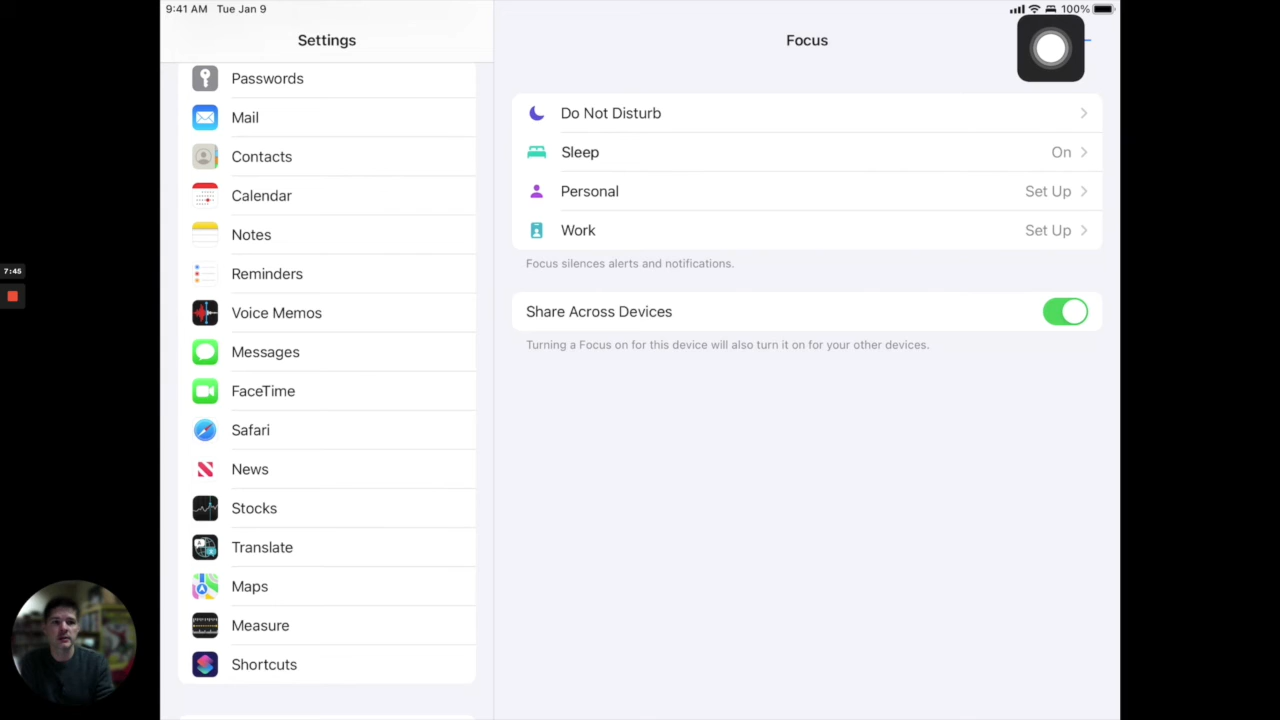 9:41 AM Tue Jan 9
100%
Settings
Passwords
Mail
Contacts
Calendar
Notes
Reminders
Voice Memos
Messages
FaceTime
Safari
News
Stocks
Translate
Maps
Measure
Shortcuts
Focus
Do Not Disturb
Sleep On
Personal Set Up
Work Set Up
Focus silences alerts and notifications.
Share Across Devices
Turning a Focus on for this device will also turn it on for your other devices.
7:45